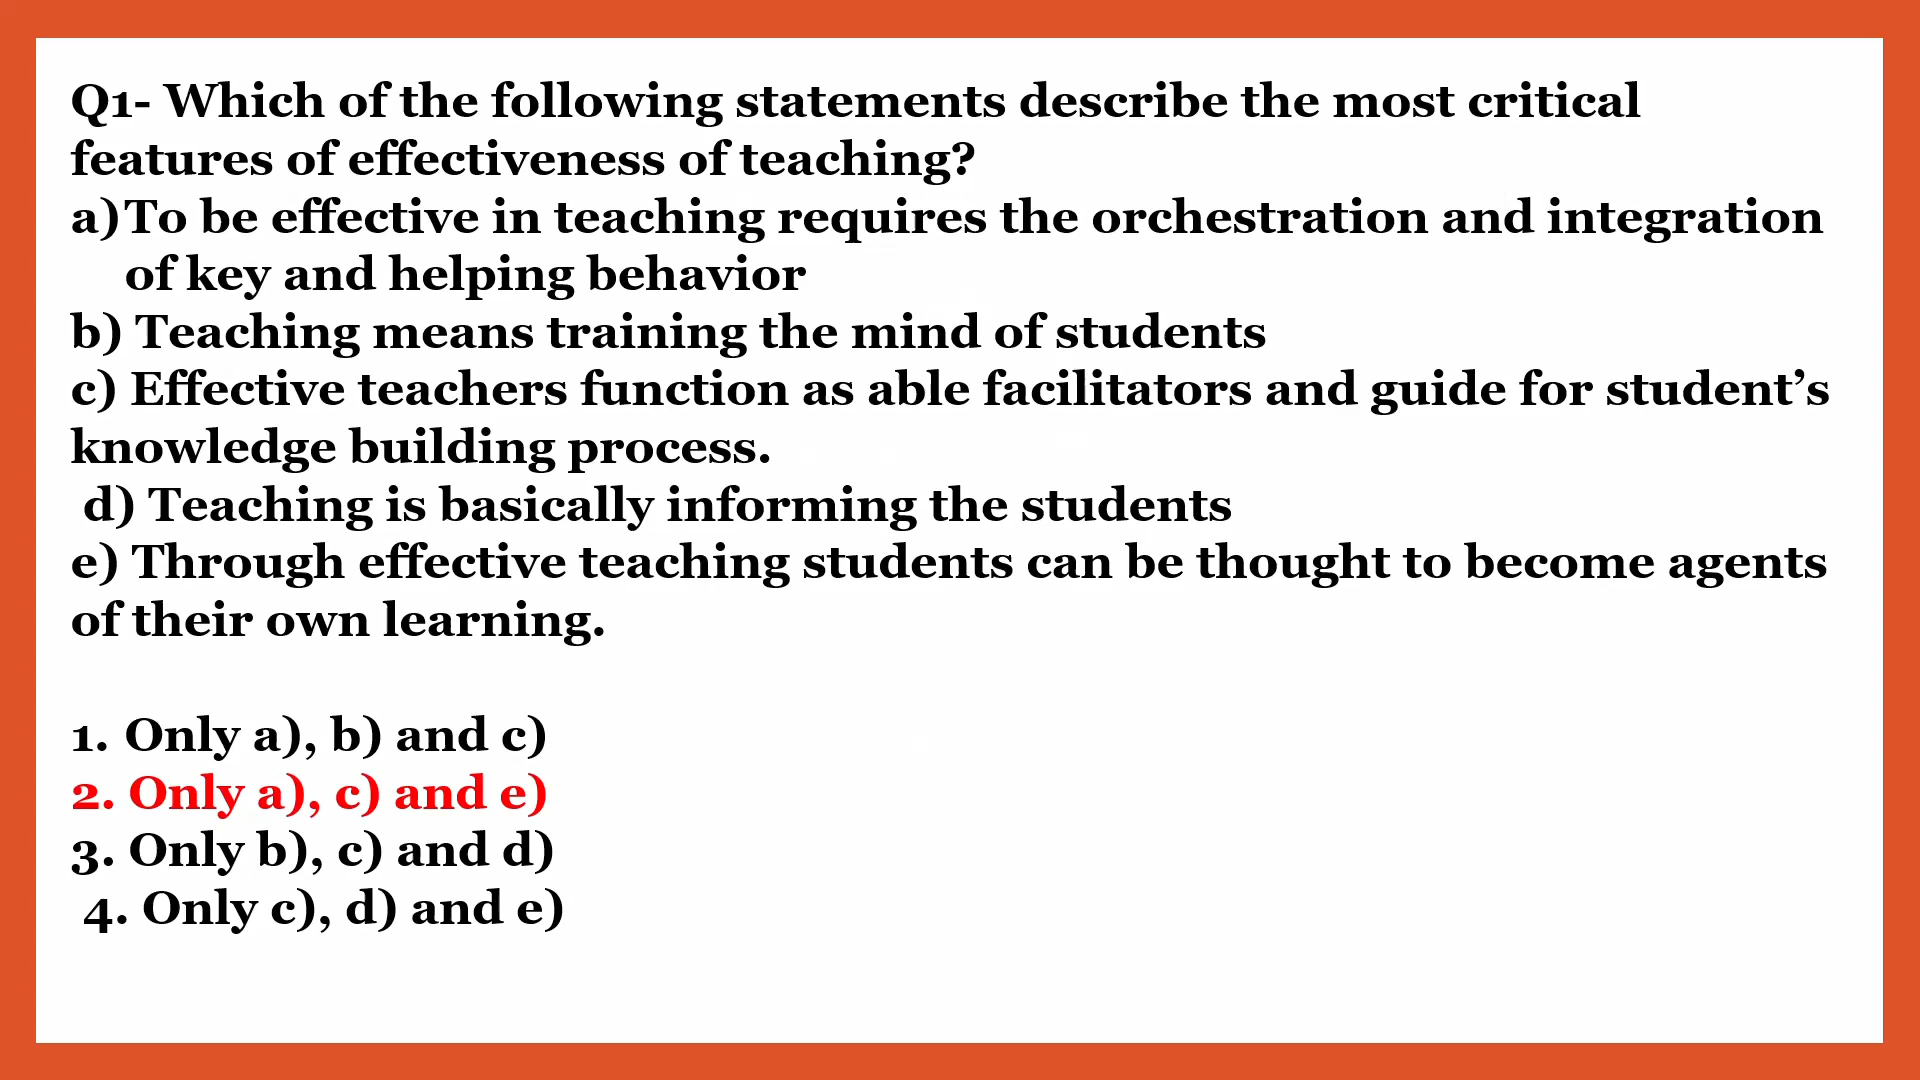 Q1- Which of the following statements describe the most critical
features of effectiveness of teaching?
a)To be effective in teaching requires the orchestration and integration
of key and helping behavior
b) Teaching means training the mind of students
c) Effective teachers function as able facilitators and guide for student’s
knowledge building process.
d) Teaching is basically informing the students
e) Through effective teaching students can be thought to become agents
of their own learning.
1. Only a), b) and c)
2. Only a), c) and e)
3. Only b), c) and d)
4. Only c), d) and e)